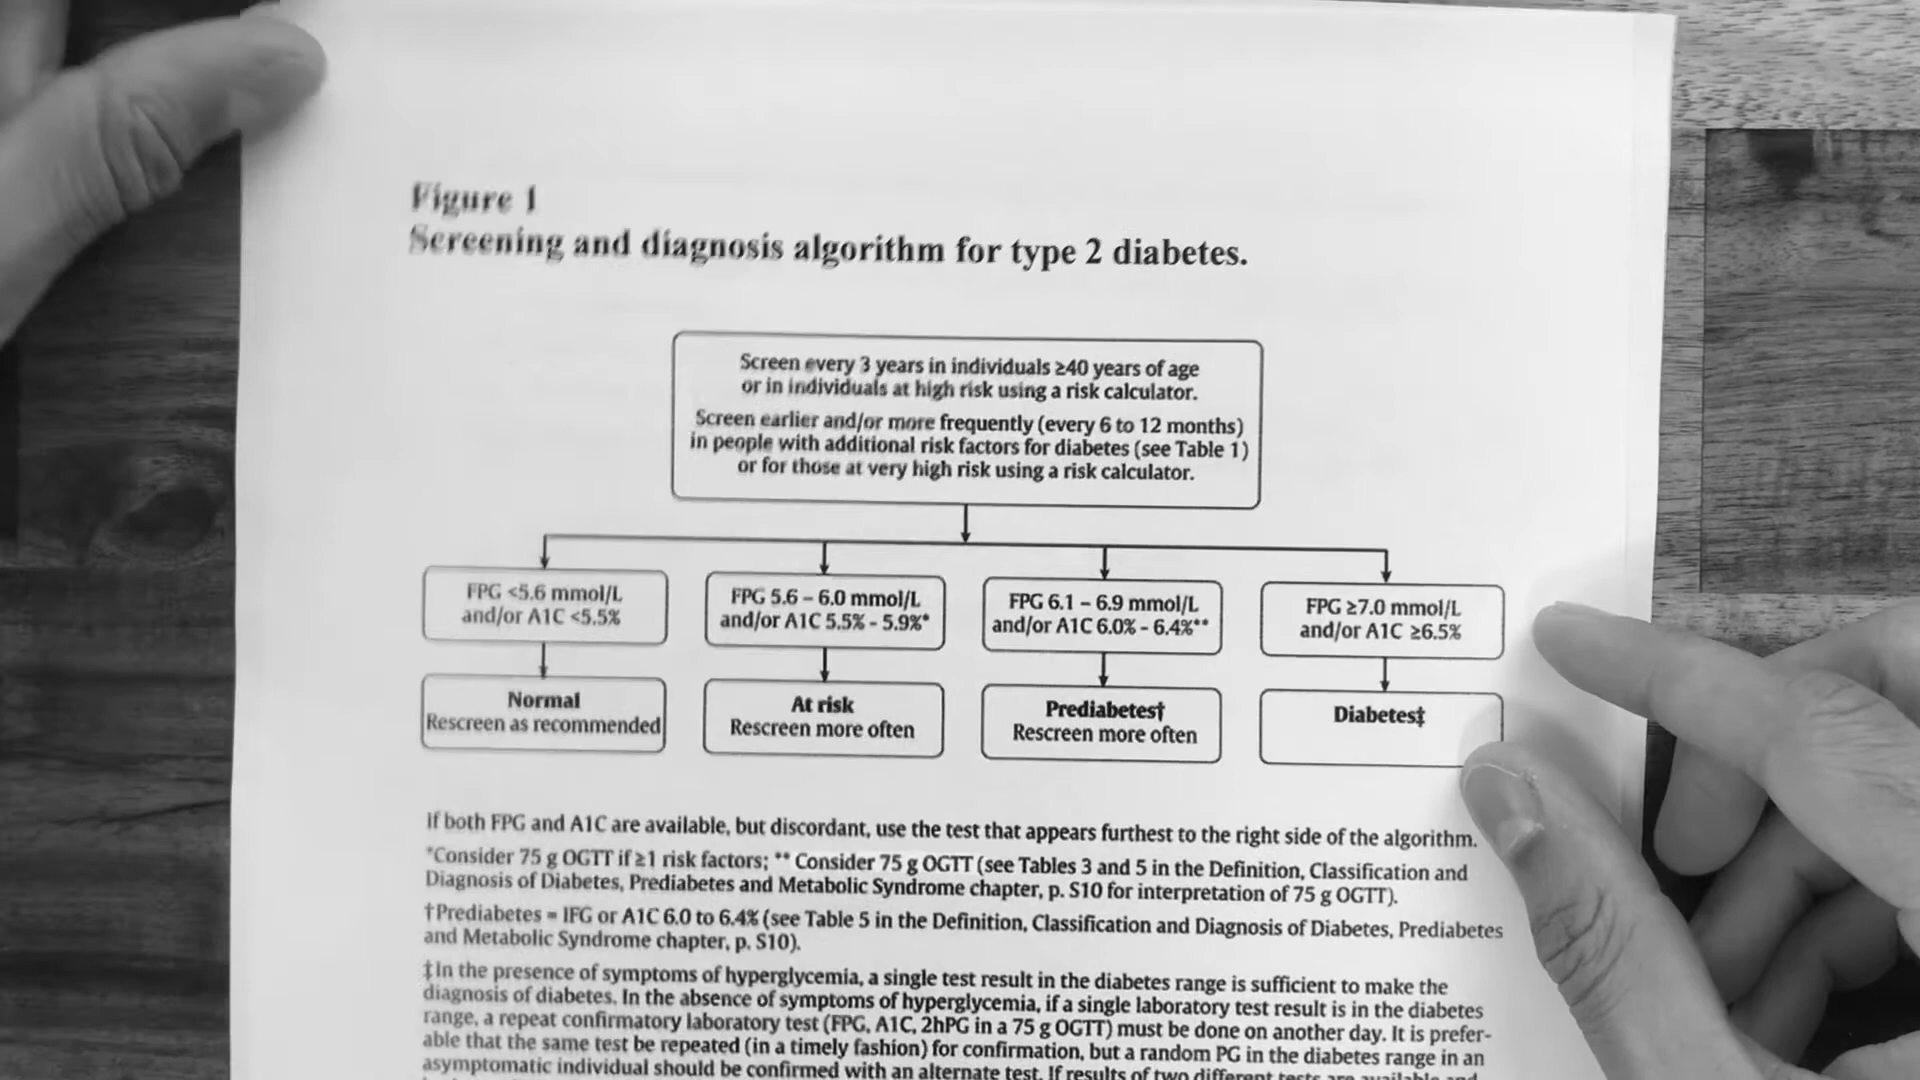 Figure 1
Screening and diagnosis algorithm for type 2 diabetes.
Screen every 3 years in individuals ≥40 years of age
or in individuals at high risk using a risk calculator.
Screen earlier and/or more frequently (every 6 to 12 months)
in people with additional risk factors for diabetes (see Table 1)
or for those at very high risk using a risk calculator.
FPG <5.6 mmol/L
and/or A1C <5.5%
FPG 5.6 – 6.0 mmol/L
and/or A1C 5.5% - 5.9%*
FPG 6.1 – 6.9 mmol/L
and/or A1C 6.0% - 6.4%**
FPG ≥7.0 mmol/L
and/or A1C ≥6.5%
Normal
Rescreen as recommended
At risk
Rescreen more often
Prediabetes†
Rescreen more often
Diabetes‡
If both FPG and A1C are available, but discordant, use the test that appears furthest to the right side of the algorithm.
*Consider 75 g OGTT if ≥1 risk factors; ** Consider 75 g OGTT (see Tables 3 and 5 in the Definition, Classification and
Diagnosis of Diabetes, Prediabetes and Metabolic Syndrome chapter, p. S10 for interpretation of 75 g OGTT).
†Prediabetes = IFG or A1C 6.0 to 6.4% (see Table 5 in the Definition, Classification and Diagnosis of Diabetes, Prediabetes
and Metabolic Syndrome chapter, p. S10).
‡In the presence of symptoms of hyperglycemia, a single test result in the diabetes range is sufficient to make the
diagnosis of diabetes. In the absence of symptoms of hyperglycemia, if a single laboratory test result is in the diabetes
range, a repeat confirmatory laboratory test (FPG, A1C, 2hPG in a 75 g OGTT) must be done on another day. It is prefer-
able that the same test be repeated (in a timely fashion) for confirmation, but a random PG in the diabetes range in an
asymptomatic individual should be confirmed with an alternate test. If results of two different tests are available and